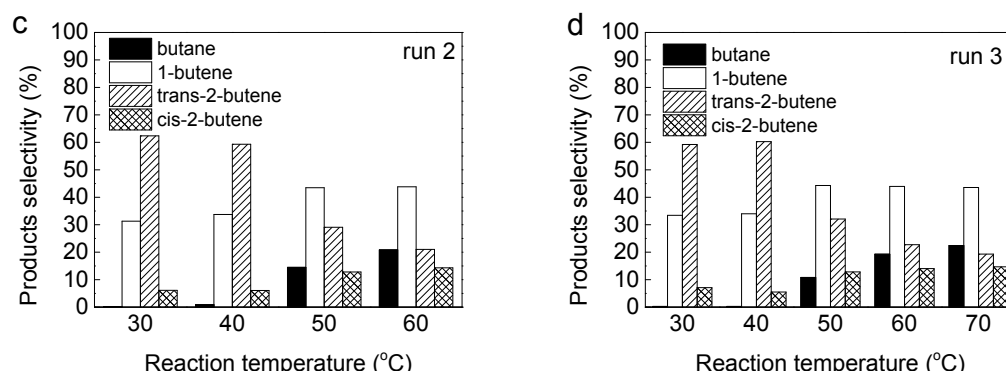 c
run 2
butane
1-butene
trans-2-butene
cis-2-butene
Products selectivity (%)
100
90
80
70
60
50
40
30
20
10
0
30 40 50 60
Reaction temperature (°C)
d
run 3
butane
1-butene
trans-2-butene
cis-2-butene
Products selectivity (%)
100
90
80
70
60
50
40
30
20
10
0
30 40 50 60 70
Reaction temperature (°C)